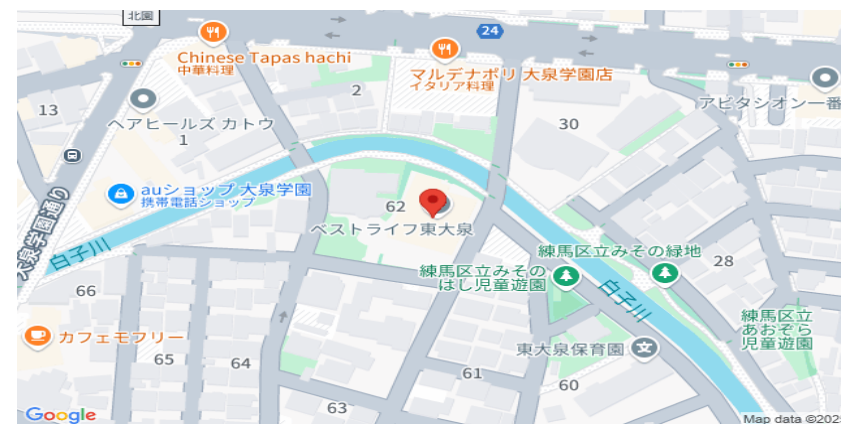 北園
24
Chinese Tapas hachi
中華料理
マルデナポリ 大泉学園店
イタリア料理
13
2
アビタシオン一番
ヘアヒールズ カトウ
1
30
auショップ 大泉学園
携帯電話ショップ
62
ベストライフ東大泉
大泉学園通り
白子川
練馬区立みその緑地
28
練馬区立みその
はし児童遊園
白子川
66
練馬区立
あおぞら
児童遊園
カフェモフリー
東大泉保育園
65
64
61
60
63
Google
Map data ©2025